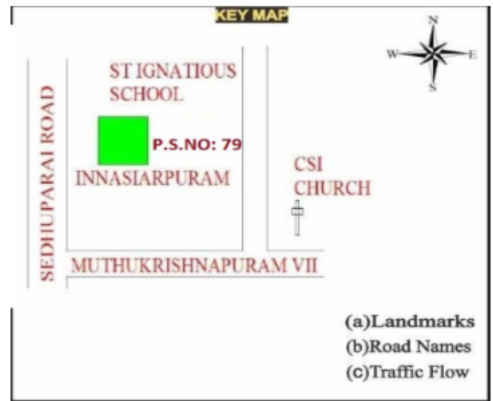 KEY MAP
N
W
E
S
ST IGNATIOUS
SCHOOL
SEDHUPARAI ROAD
P.S.NO: 79
INNASIARPURAM
CSI
CHURCH
MUTHUKRISHNAPURAM VII
(a)Landmarks
(b)Road Names
(c)Traffic Flow